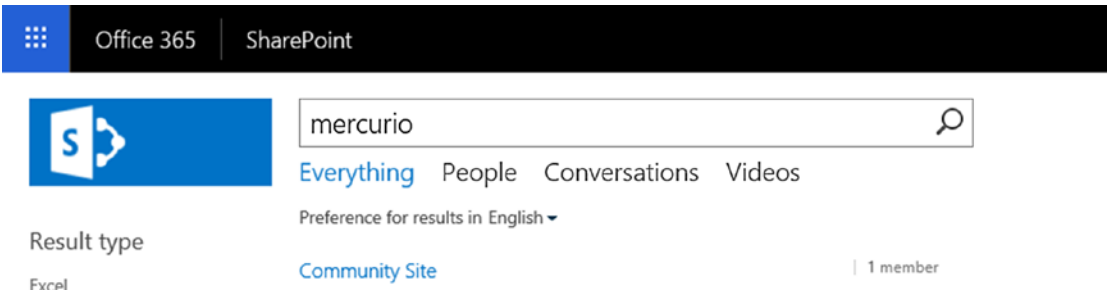 Office 365 SharePoint
S
mercurio
Everything People Conversations Videos
Preference for results in English
Result type
Community Site 1 member
Excel